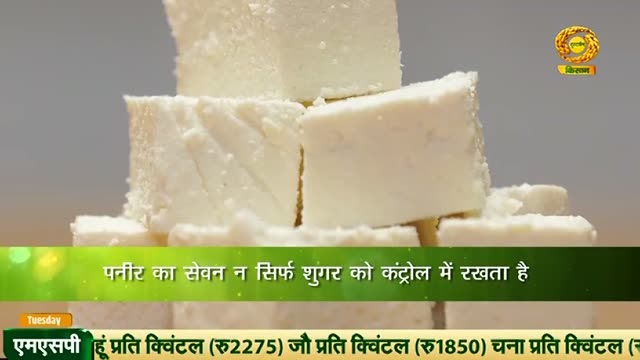 किसान
पनीर का सेवन न सिर्फ शुगर को कंट्रोल में रखता है
Tuesday
एमएसपी
हूं प्रति क्विंटल (रु2275) जौ प्रति क्विंटल (रु1850) चना प्रति क्विंटल (रु